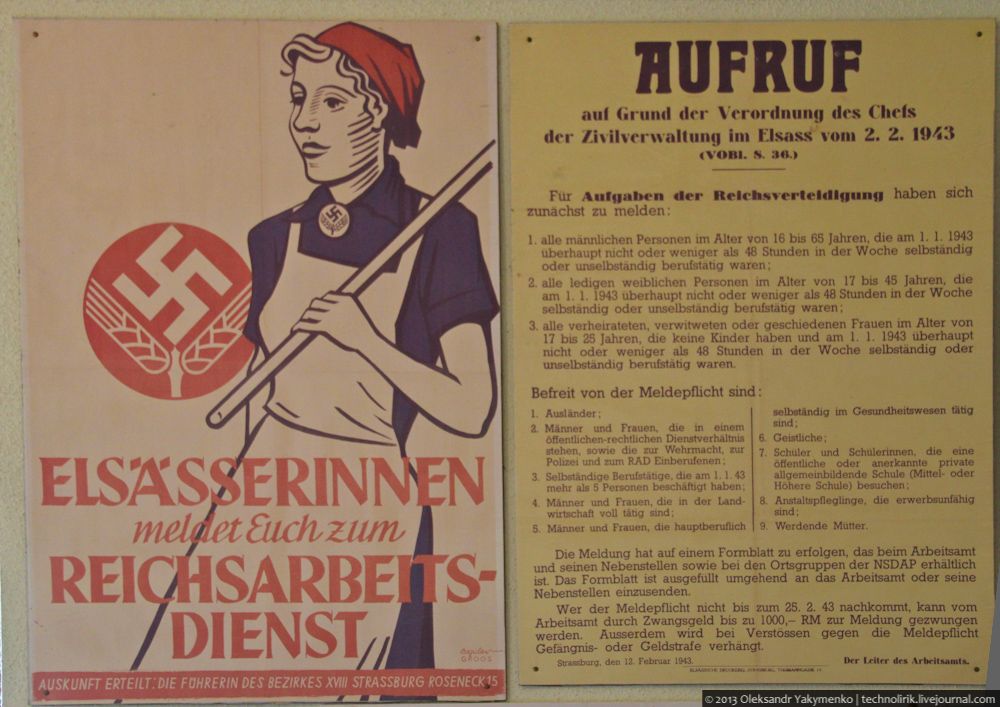 ELSÄSSERINNEN
meldet Euch zum
REICHSARBEITS-
DIENST
GROOS
AUSKUNFT ERTEILT: DIE FÜHRERIN DES BEZIRKES XVIII STRASSBURG ROSENECK 15
AUFRUF
auf Grund der Verordnung des Chefs
der Zivilverwaltung im Elsass vom 2. 2. 1943
(VOBl. S. 36.)
Für Aufgaben der Reichsverteidigung haben sich
zunächst zu melden:
1. alle männlichen Personen im Alter von 16 bis 65 Jahren, die am 1. 1. 1943
überhaupt nicht oder weniger als 48 Stunden in der Woche selbständig
oder unselbständig berufstätig waren;
2. alle ledigen weiblichen Personen im Alter von 17 bis 45 Jahren, die
am 1. 1. 1943 überhaupt nicht oder weniger als 48 Stunden in der Woche
selbständig oder unselbständig berufstätig waren;
3. alle verheirateten, verwitweten oder geschiedenen Frauen im Alter von
17 bis 25 Jahren, die keine Kinder haben und am 1. 1. 1943 überhaupt
nicht oder weniger als 48 Stunden in der Woche selbständig oder
unselbständig berufstätig waren.
Befreit von der Meldepflicht sind:
1. Ausländer;
2. Männer und Frauen, die in einem
öffentlichen-rechtlichen Dienstverhältnis
stehen, sowie die zur Wehrmacht, zur
Polizei und zum RAD Einberufenen;
3. Selbständige Berufstätige, die am 1. 1. 43
mehr als 5 Personen beschäftigt haben;
4. Männer und Frauen, die in der Land-
wirtschaft voll tätig sind;
5. Männer und Frauen, die hauptberuflich
selbständig im Gesundheitswesen tätig
sind;
6. Geistliche;
7. Schüler und Schülerinnen, die eine
öffentliche oder anerkannte private
allgemeinbildende Schule (Mittel- oder
Höhere Schule) besuchen;
8. Anstaltspfleglinge, die erwerbsunfähig
sind;
9. Werdende Mütter.
Die Meldung hat auf einem Formblatt zu erfolgen, das beim Arbeitsamt
und seinen Nebenstellen sowie bei den Ortsgruppen der NSDAP erhältlich
ist. Das Formblatt ist ausgefüllt umgehend an das Arbeitsamt oder seine
Nebenstellen einzusenden.
Wer der Meldepflicht nicht bis zum 25. 2. 43 nachkommt, kann vom
Arbeitsamt durch Zwangsgeld bis zu 1000,– RM zur Meldung gezwungen
werden. Ausserdem wird bei Verstössen gegen die Meldepflicht
Gefängnis- oder Geldstrafe verhängt.
Strassburg, den 12. Februar 1943.
Der Leiter des Arbeitsamts.
© 2013 Oleksandr Yakymenko | technolirik.livejournal.com